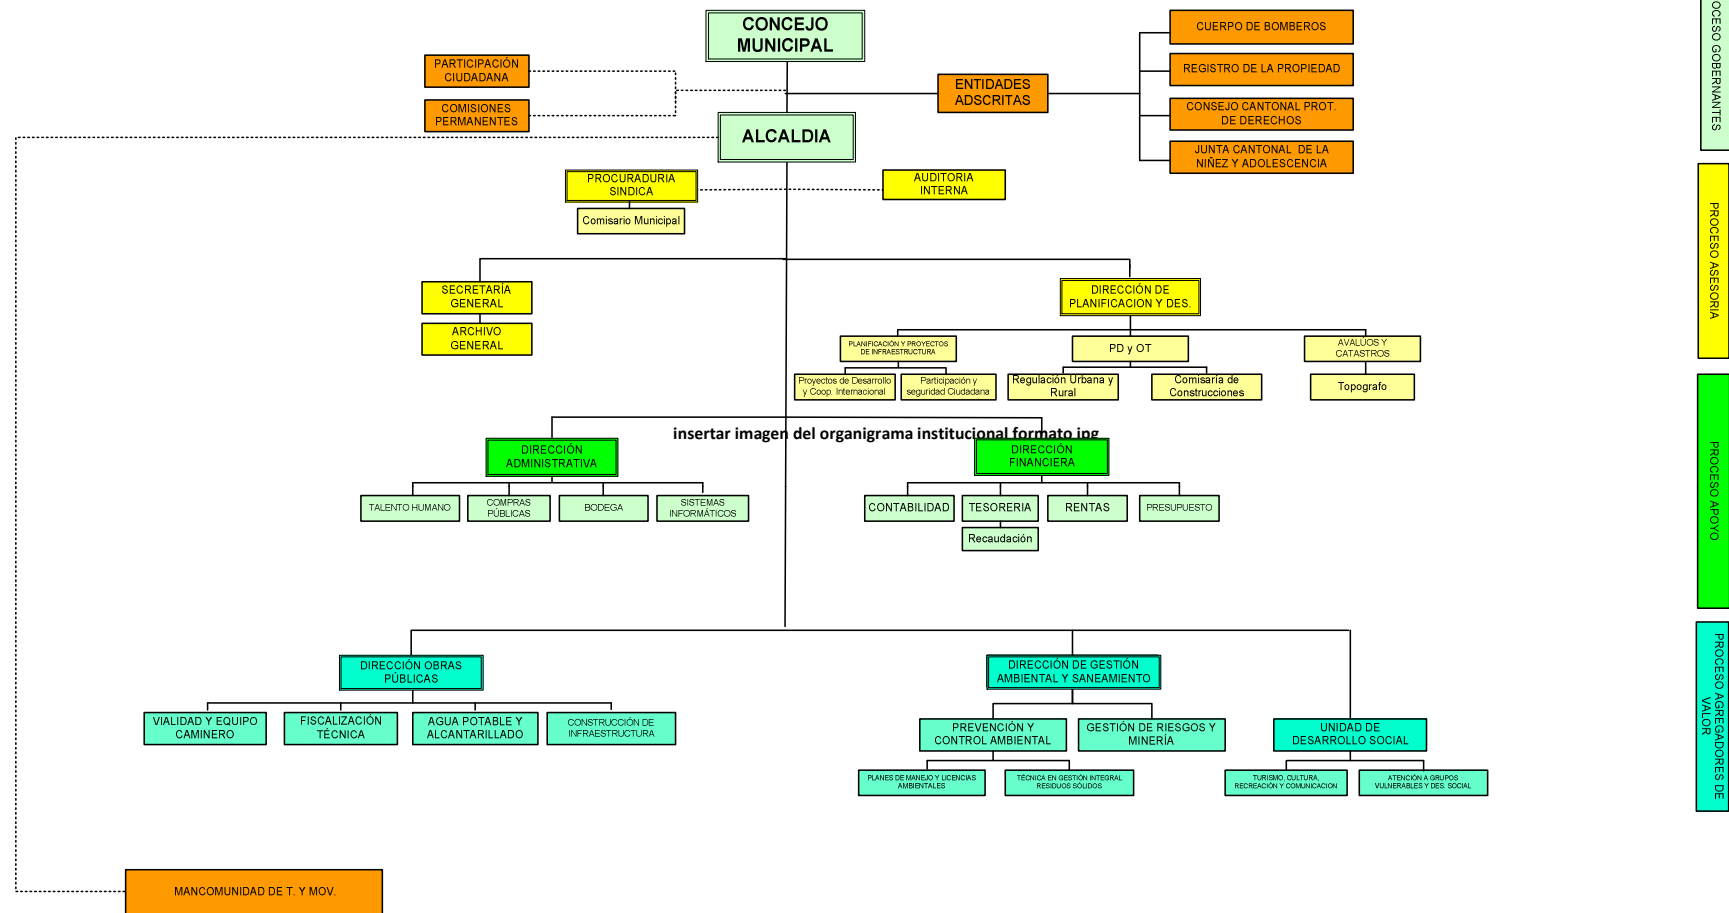 CONCEJO
MUNICIPAL
CUERPO DE BOMBEROS
PARTICIPACIÓN
CIUDADANA
REGISTRO DE LA PROPIEDAD
ENTIDADES
ADSCRITAS
COMISIONES
PERMANENTES
CONSEJO CANTONAL PROT.
DE DERECHOS
ALCALDIA
JUNTA CANTONAL DE LA
NIÑEZ Y ADOLESCENCIA
PROCURADURIA
SINDICA
AUDITORIA
INTERNA
Comisario Municipal
SECRETARÍA
GENERAL
DIRECCIÓN DE
PLANIFICACION Y DES.
ARCHIVO
GENERAL
PLANIFICACIÓN Y PROYECTOS
DE INFRAESTRUCTURA
PD y OT
AVALÚOS Y
CATASTROS
Proyectos de Desarrollo
y Coop. Internacional
Participación y
seguridad Ciudadana
Regulación Urbana y
Rural
Comisaría de
Construcciones
Topografo
insertar imagen del organigrama institucional formato jpg
DIRECCIÓN
ADMINISTRATIVA
DIRECCIÓN
FINANCIERA
TALENTO HUMANO
COMPRAS
PÚBLICAS
BODEGA
SISTEMAS
INFORMÁTICOS
CONTABILIDAD
TESORERIA
RENTAS
PRESUPUESTO
Recaudación
DIRECCIÓN OBRAS
PÚBLICAS
DIRECCIÓN DE GESTIÓN
AMBIENTAL Y SANEAMIENTO
VIALIDAD Y EQUIPO
CAMINERO
FISCALIZACIÓN
TÉCNICA
AGUA POTABLE Y
ALCANTARILLADO
CONSTRUCCIÓN DE
INFRAESTRUCTURA
PREVENCIÓN Y
CONTROL AMBIENTAL
GESTIÓN DE RIESGOS Y
MINERÍA
UNIDAD DE
DESARROLLO SOCIAL
PLANES DE MANEJO Y LICENCIAS
AMBIENTALES
TÉCNICA EN GESTIÓN INTEGRAL
RESIDUOS SÓLIDOS
TURISMO, CULTURA,
RECREACIÓN Y COMUNICACION
ATENCIÓN A GRUPOS
VULNERABLES Y DES. SOCIAL
MANCOMUNIDAD DE T. Y MOV.
OCESO GOBERNANTES
PROCESO ASESORIA
PROCESO APOYO
PROCESO AGREGADORES DE
VALOR